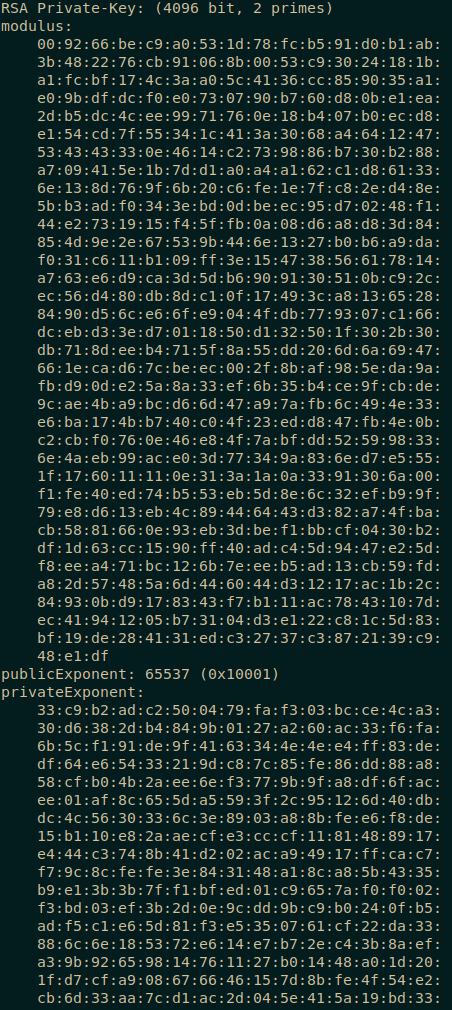 RSA Private-Key: (4096 bit, 2 primes)
modulus:
    00:92:66:be:c9:a0:53:1d:78:fc:b5:91:d0:b1:ab:
    3b:48:22:76:cb:91:06:8b:00:53:c9:30:24:18:1b:
    a1:fc:bf:17:4c:3a:a0:5c:41:36:cc:85:90:35:a1:
    e0:9b:df:dc:f0:e0:73:07:90:b7:60:d8:0b:e1:ea:
    2d:b5:dc:4c:ee:99:71:76:0e:18:b4:07:b0:ec:d8:
    e1:54:cd:7f:55:34:1c:41:3a:30:68:a4:64:12:47:
    53:43:43:33:0e:46:14:c2:73:98:86:b7:30:b2:88:
    a7:09:41:5e:1b:7d:d1:a0:a4:a1:62:c1:d8:61:33:
    6e:13:8d:76:9f:6b:20:c6:fe:1e:7f:c8:2e:d4:8e:
    5b:b3:ad:f0:34:3e:bd:0d:be:ec:95:d7:02:48:f1:
    44:e2:73:19:15:f4:5f:fb:0a:08:d6:a8:d8:3d:84:
    85:4d:9e:2e:67:53:9b:44:6e:13:27:b0:b6:a9:da:
    f0:31:c6:11:b1:09:ff:3e:15:47:38:56:61:78:14:
    a7:63:e6:d9:ca:3d:5d:b6:90:91:30:51:0b:c9:2c:
    ec:56:d4:80:db:8d:c1:0f:17:49:3c:a8:13:65:28:
    84:90:d5:6c:e6:6f:e9:04:4f:db:77:93:07:c1:66:
    dc:eb:d3:3e:d7:01:18:50:d1:32:50:1f:30:2b:30:
    db:71:8d:ee:b4:71:5f:8a:55:dd:20:6d:6a:69:47:
    66:1e:ca:d6:7c:be:ec:00:2f:8b:af:98:5e:da:9a:
    fb:d9:0d:e2:5a:8a:33:ef:6b:35:b4:ce:9f:cb:de:
    9c:ae:4b:a9:bc:d6:6d:47:a9:7a:fb:6c:49:4e:33:
    e6:ba:17:4b:b7:40:c0:4f:23:ed:d8:47:fb:4e:0b:
    c2:cb:f0:76:0e:46:e8:4f:7a:bf:dd:52:59:98:33:
    6e:4a:eb:99:ac:e0:3d:77:34:9a:83:6e:d7:e5:55:
    1f:17:60:11:11:0e:31:3a:1a:0a:33:91:30:6a:00:
    f1:fe:40:ed:74:b5:53:eb:5d:8e:6c:32:ef:b9:9f:
    79:e8:d6:13:eb:4c:89:44:64:43:d3:82:a7:4f:ba:
    cb:58:81:66:0e:93:eb:3d:be:f1:bb:cf:04:30:b2:
    df:1d:63:cc:15:90:ff:40:ad:c4:5d:94:47:e2:5d:
    f8:ee:a4:71:bc:12:6b:7e:ee:b5:ad:13:cb:59:fd:
    a8:2d:57:48:5a:6d:44:60:44:d3:12:17:ac:1b:2c:
    84:93:0b:d9:17:83:43:f7:b1:11:ac:78:43:10:7d:
    ec:41:94:12:05:b7:31:04:d3:e1:22:c8:1c:5d:83:
    bf:19:de:28:41:31:ed:c3:27:37:c3:87:21:39:c9:
    48:e1:df
publicExponent: 65537 (0x10001)
privateExponent:
    33:c9:b2:ad:c2:50:04:79:fa:f3:03:bc:ce:4c:a3:
    30:d6:38:2d:b4:84:9b:01:27:a2:60:ac:33:f6:fa:
    6b:5c:f1:91:de:9f:41:63:34:4e:4e:e4:ff:83:de:
    df:64:e6:54:33:21:9d:c8:7c:85:fe:86:dd:88:a8:
    58:cf:b0:4b:2a:ee:6e:f3:77:9b:9f:a8:df:6f:ac:
    ee:01:af:8c:65:5d:a5:59:3f:2c:95:12:6d:40:db:
    dc:4c:56:30:33:6c:3e:89:03:a8:8b:fe:e6:f8:de:
    15:b1:10:e8:2a:ae:cf:e3:cc:cf:11:81:48:89:17:
    e4:44:c3:74:8b:41:d2:02:ac:a9:49:17:ff:ca:c7:
    f7:9c:8c:fe:fe:3e:84:31:48:a1:8c:a8:5b:43:35:
    b9:e1:3b:3b:7f:f1:bf:ed:01:c9:65:7a:f0:f0:02:
    f3:bd:03:ef:3b:2d:0e:9c:dd:9b:c9:b0:24:0f:b5:
    ad:f5:c1:e6:5d:81:f3:e5:35:07:61:cf:22:da:33:
    88:6c:6e:18:53:72:e6:14:e7:b7:2e:c4:3b:8a:ef:
    a3:9b:92:65:98:14:76:11:27:b0:14:48:a0:1d:20:
    1f:d7:cf:a9:08:67:66:46:15:7d:8b:fe:4f:54:e2:
    cb:6d:33:aa:7c:d1:ac:2d:04:5e:41:5a:19:bd:33: